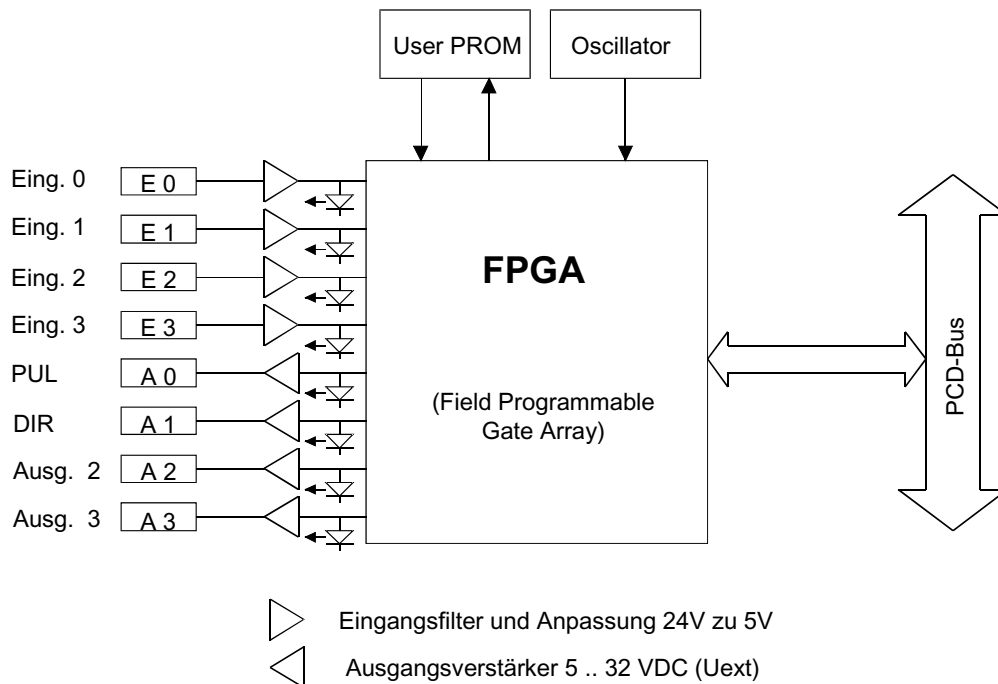 User PROM
Oscillator
Eing. 0
E 0
Eing. 1
E 1
Eing. 2
E 2
Eing. 3
E 3
PUL
A 0
DIR
A 1
Ausg. 2
A 2
Ausg. 3
A 3
FPGA
(Field Programmable
Gate Array)
PCD-Bus
Eingangsfilter und Anpassung 24V zu 5V
Ausgangsverstärker 5 .. 32 VDC (Uext)